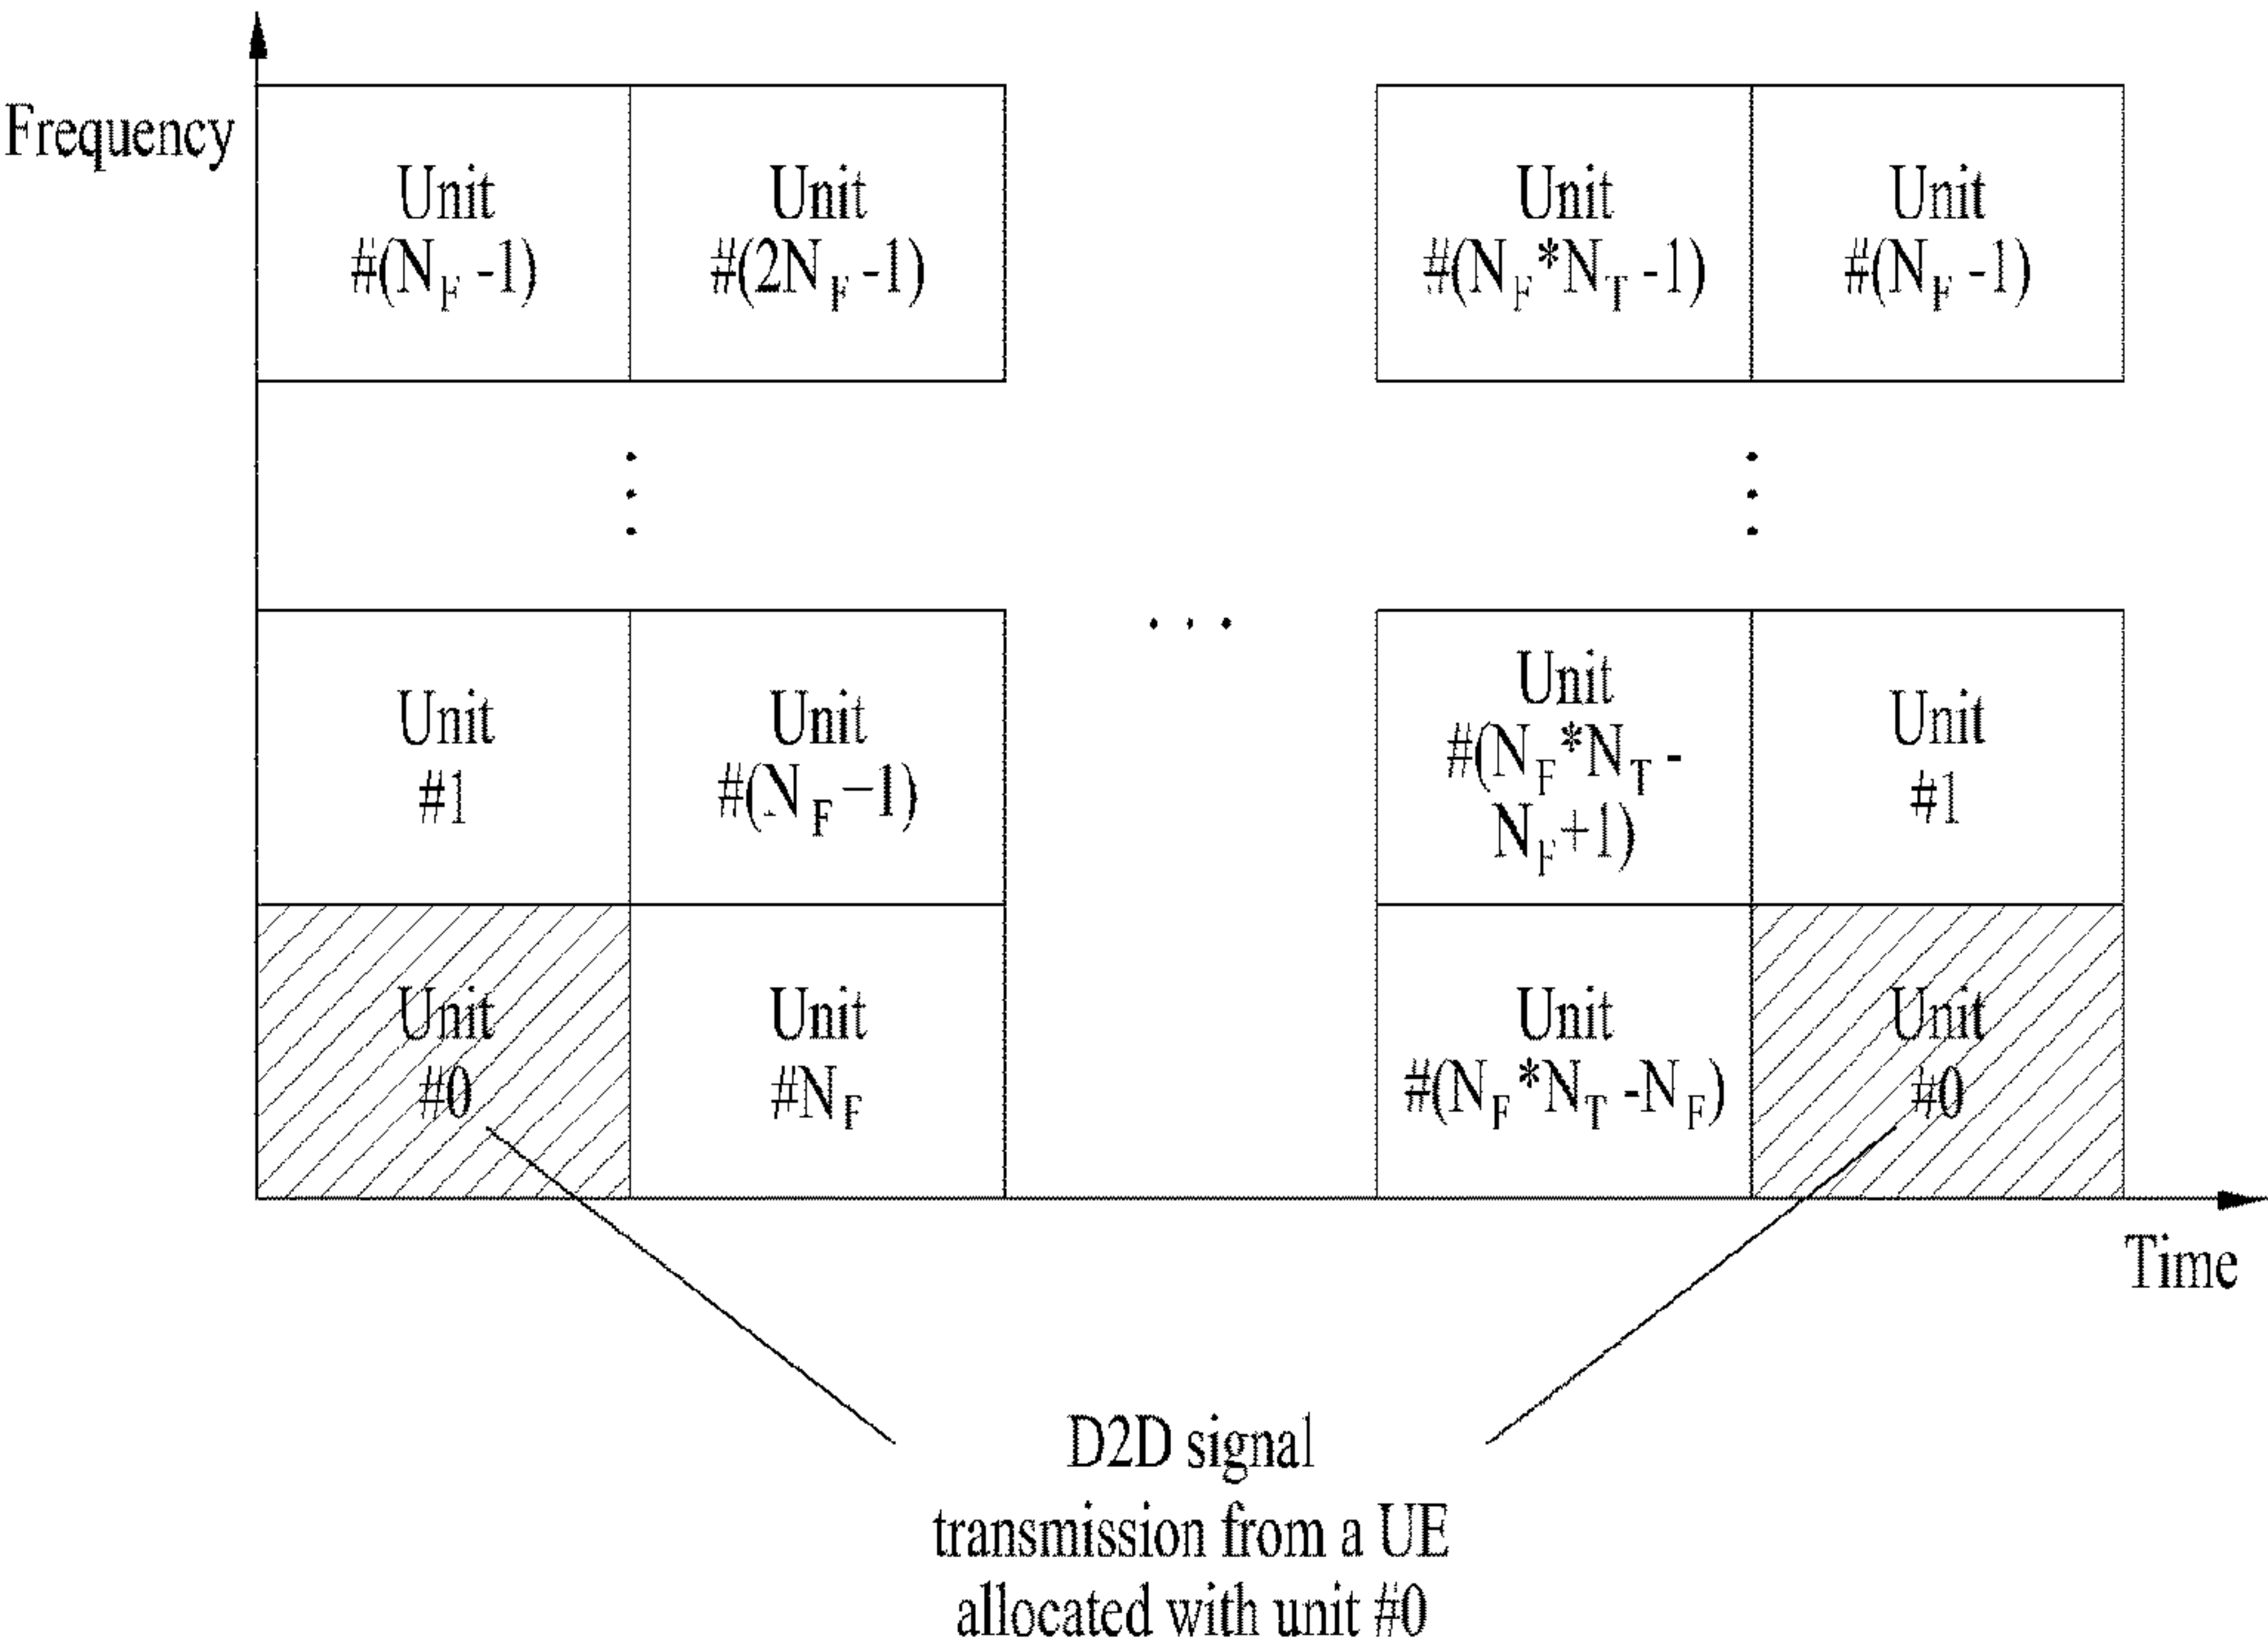 Frequency
Unit
#(N_F -1)
Unit
#(2N_F -1)
Unit
#(N_F*N_T -1)
Unit
#(N_F -1)
Unit
#1
Unit
#(N_F −1)
Unit
#(N_F*N_T -
N_F+1)
Unit
#1
Unit
#0
Unit
#N_F
Unit
#(N_F*N_T -N_F)
Unit
#0
Time
D2D signal
transmission from a UE
allocated with unit #0